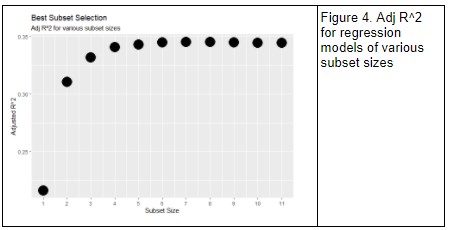 Best Subset Selection
Adj R^2 for various subset sizes
0.35
0.30
0.25
Adjusted R^2
1 2 3 4 5 6 7 8 9 10 11
Subset Size
Figure 4. Adj R^2
for regression
models of various
subset sizes